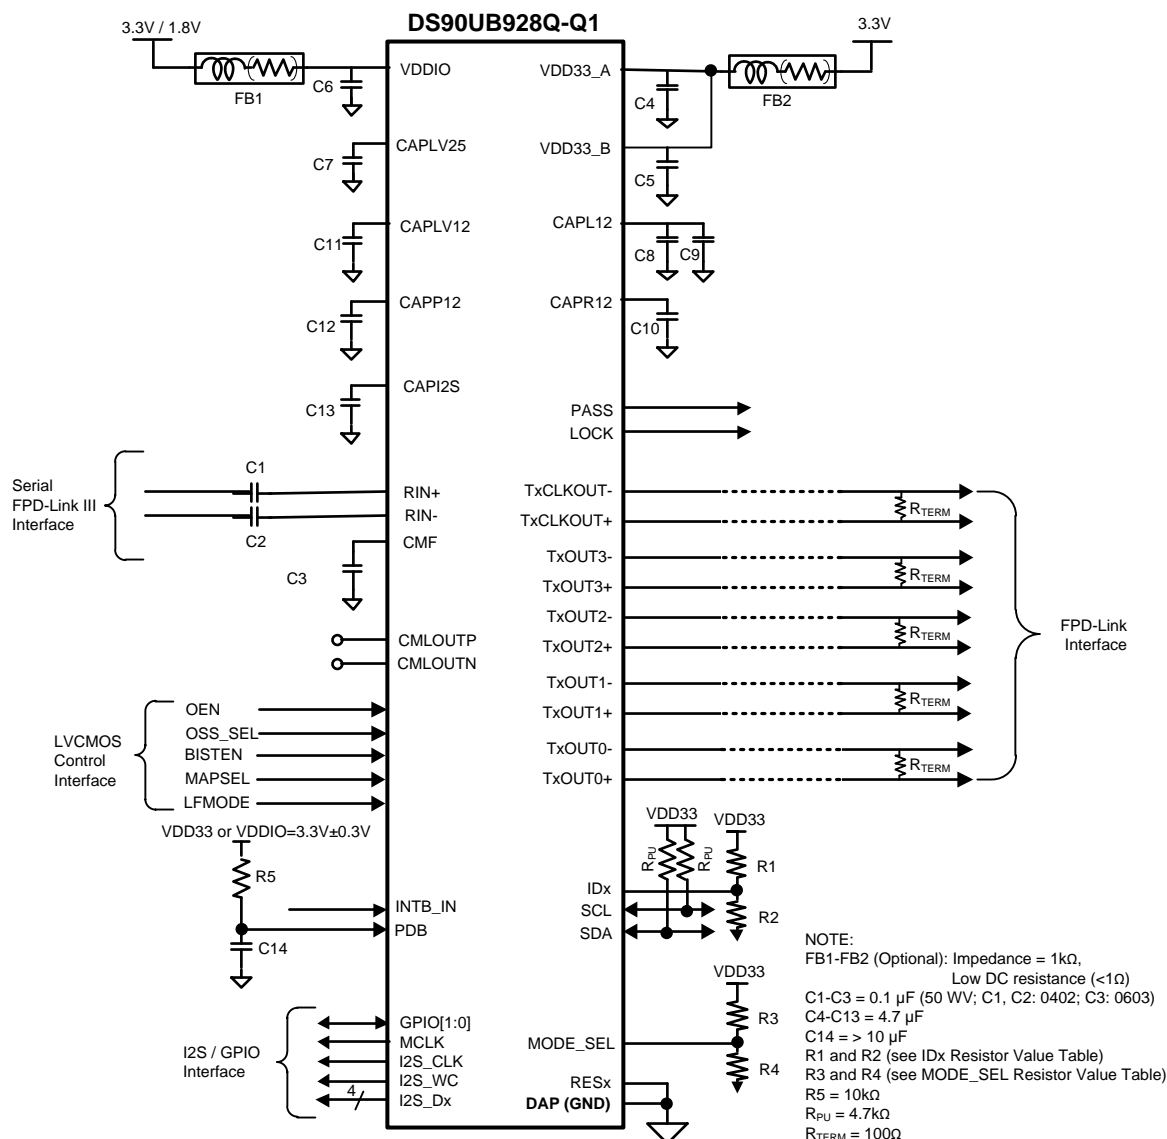 DS90UB928Q-Q1
3.3V / 1.8V
3.3V
FB1
C6
VDDIO
VDD33_A
C4
FB2
C7
CAPLV25
VDD33_B
C5
C11
CAPLV12
CAPL12
C8
C9
C12
CAPP12
CAPR12
C10
C13
CAPI2S
PASS
LOCK
Serial
FPD-Link III
Interface
C1
C2
RIN+
RIN-
CMF
C3
CMLOUTP
CMLOUTN
TxCLKOUT-
TxCLKOUT+
RTERM
TxOUT3-
TxOUT3+
RTERM
TxOUT2-
TxOUT2+
RTERM
TxOUT1-
TxOUT1+
RTERM
TxOUT0-
TxOUT0+
RTERM
FPD-Link
Interface
LVCMOS
Control
Interface
OEN
OSS_SEL
BISTEN
MAPSEL
LFMODE
VDD33 or VDDIO=3.3V±0.3V
R5
C14
INTB_IN
PDB
VDD33
VDD33
RPU
RPU
R1
R2
IDx
SCL
SDA
VDD33
R3
R4
MODE_SEL
RESx
DAP (GND)
I2S / GPIO
Interface
GPIO[1:0]
MCLK
I2S_CLK
I2S_WC
4
I2S_Dx
NOTE:
FB1-FB2 (Optional): Impedance = 1kΩ,
Low DC resistance (<1Ω)
C1-C3 = 0.1 µF (50 WV; C1, C2: 0402; C3: 0603)
C4-C13 = 4.7 µF
C14 = > 10 µF
R1 and R2 (see IDx Resistor Value Table)
R3 and R4 (see MODE_SEL Resistor Value Table)
R5 = 10kΩ
RPU = 4.7kΩ
RTERM = 100Ω